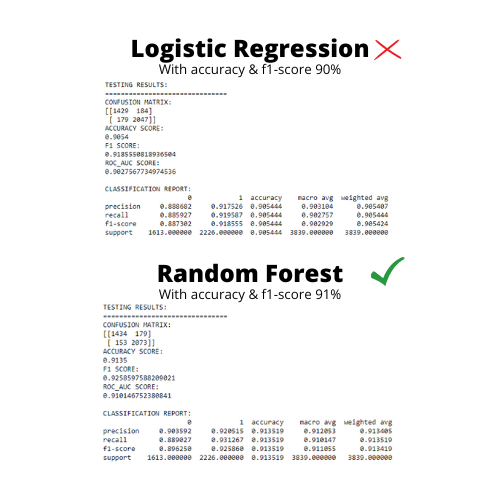 Logistic Regression
With accuracy & f1-score 90%
TESTING RESULTS:
===============================
CONFUSION MATRIX:
[[1429  184]
 [ 179 2047]]
ACCURACY SCORE:
0.9054
F1 SCORE:
0.9185550818936504
ROC_AUC SCORE:
0.9027567734974536
CLASSIFICATION REPORT:
0 1 accuracy macro avg weighted avg
precision 0.888682 0.917526 0.905444 0.903104 0.905407
recall 0.885927 0.919587 0.905444 0.902757 0.905444
f1-score 0.887302 0.918555 0.905444 0.902929 0.905424
support 1613.000000 2226.000000 0.905444 3839.000000 3839.000000
Random Forest
With accuracy & f1-score 91%
TESTING RESULTS:
===============================
CONFUSION MATRIX:
[[1434  179]
 [ 153 2073]]
ACCURACY SCORE:
0.9135
F1 SCORE:
0.9258597588209021
ROC_AUC SCORE:
0.910146752380841
CLASSIFICATION REPORT:
0 1 accuracy macro avg weighted avg
precision 0.903592 0.920515 0.913519 0.912053 0.913405
recall 0.889027 0.931267 0.913519 0.910147 0.913519
f1-score 0.896250 0.925860 0.913519 0.911055 0.913419
support 1613.000000 2226.000000 0.913519 3839.000000 3839.000000